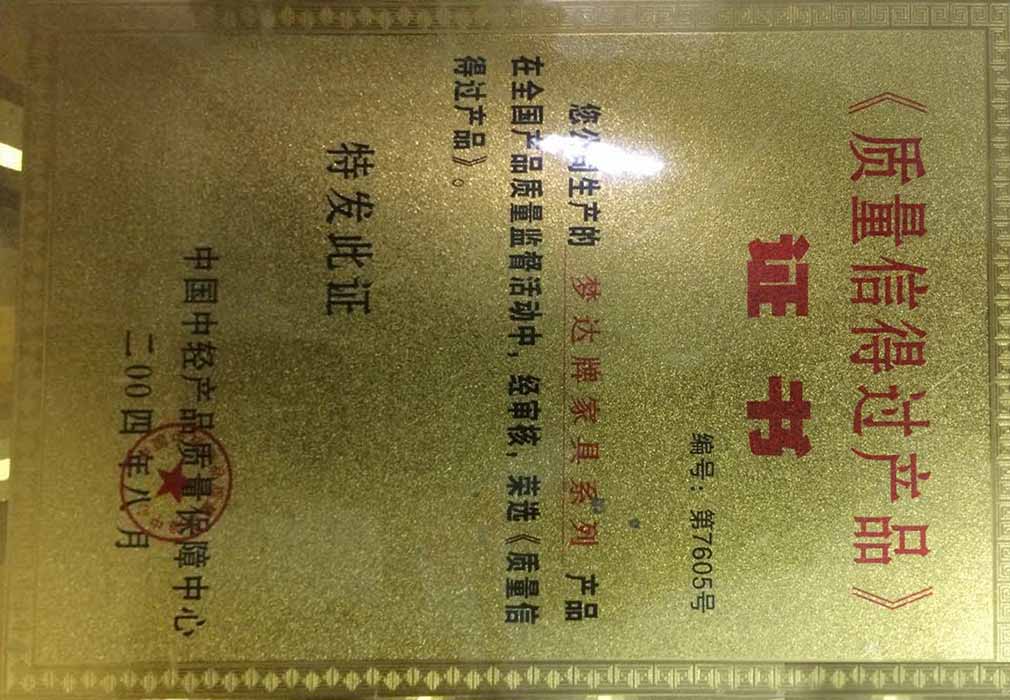 《质量信得过产品》
证书
编号：第7605号
您公司生产的 梦达牌家具系列 产品
在全国产品质量监督活动中，经审核，荣选《质量信
得过产品》。
特发此证
中国中轻产品质量保障中心
二00四年八月